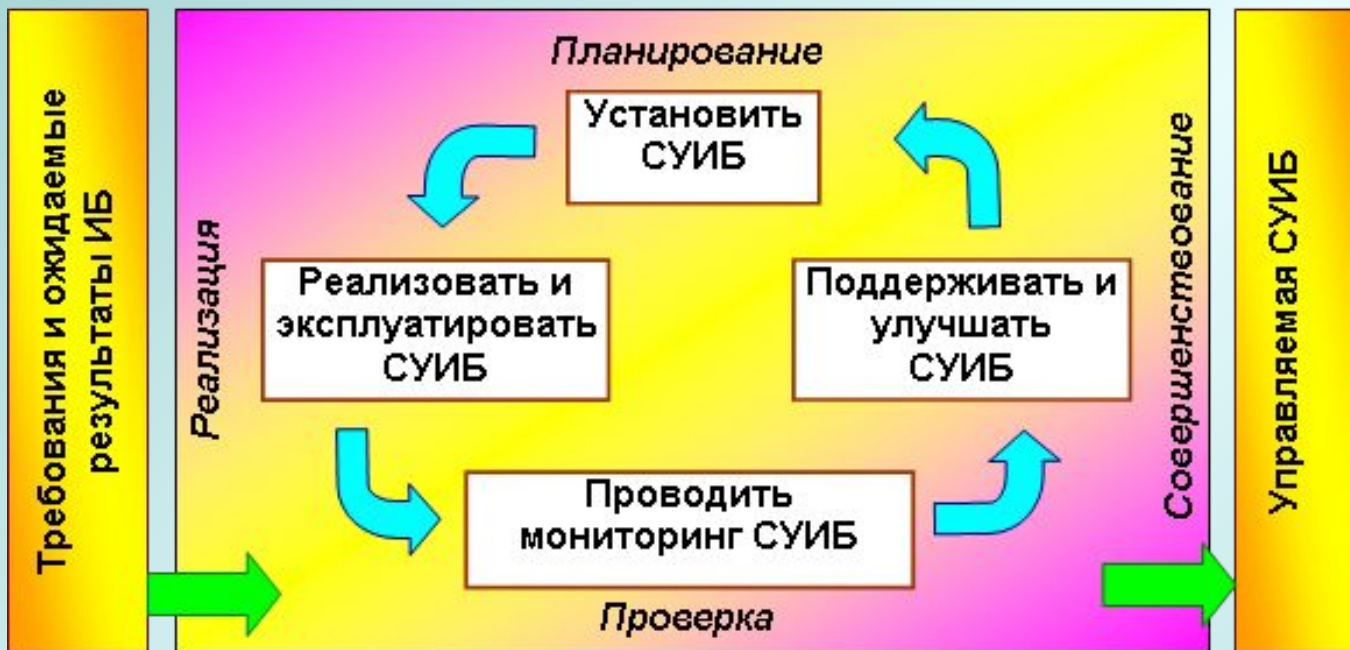 Требования и ожидаемые
результаты ИБ
Планирование
Установить
СУИБ
Реализация
Реализовать и
эксплуатировать
СУИБ
Поддерживать и
улучшать
СУИБ
Совершенствование
Проводить
мониторинг СУИБ
Проверка
Управляемая СУИБ